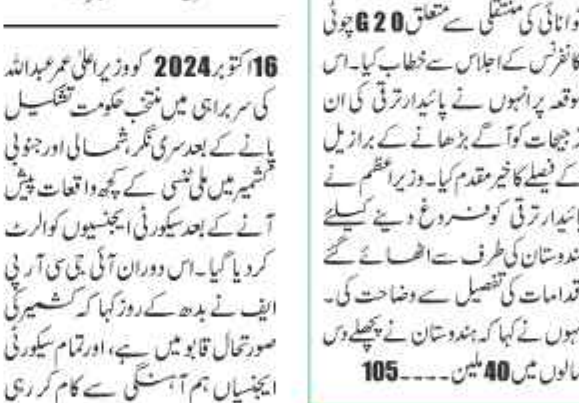 توانائی کی منتقلی سے متعلق G20 چوٹی
کانفرنس کے اجلاس سے خطاب کیا۔ اس
موقعہ پر انہوں نے پائیدار ترقی کی ان
ترجیحات کو آگے بڑھانے کے برازیل
کے فیصلے کا خیر مقدم کیا۔ وزیر اعظم نے
پائیدار ترقی کو فروغ دینے کیلئے
ہندوستان کی طرف سے اٹھائے گئے
اقدامات کی تفصیل سے وضاحت کی۔
انہوں نے کہا کہ ہندوستان نے پچھلے دس
سالوں میں 40 ملین ۔۔۔۔ 105
16 اکتوبر 2024 کو وزیر اعلیٰ عمر عبداللہ
کی سربراہی میں منتخب حکومت تشکیل
پانے کے بعد سری نگر، شمالی اور جنوبی
کشمیر میں ملی ٹنسی کے کچھ واقعات پیش
آنے کے بعد سیکورٹی ایجنسیوں کو الرٹ
کردیا گیا۔ اس دوران آئی جی سی آر پی
ایف نے بدھ کے روز کہا کہ کشمیر کی
صورتحال قابو میں ہے، اور تمام سیکورٹی
ایجنسیاں ہم آہنگی سے کام کر رہی